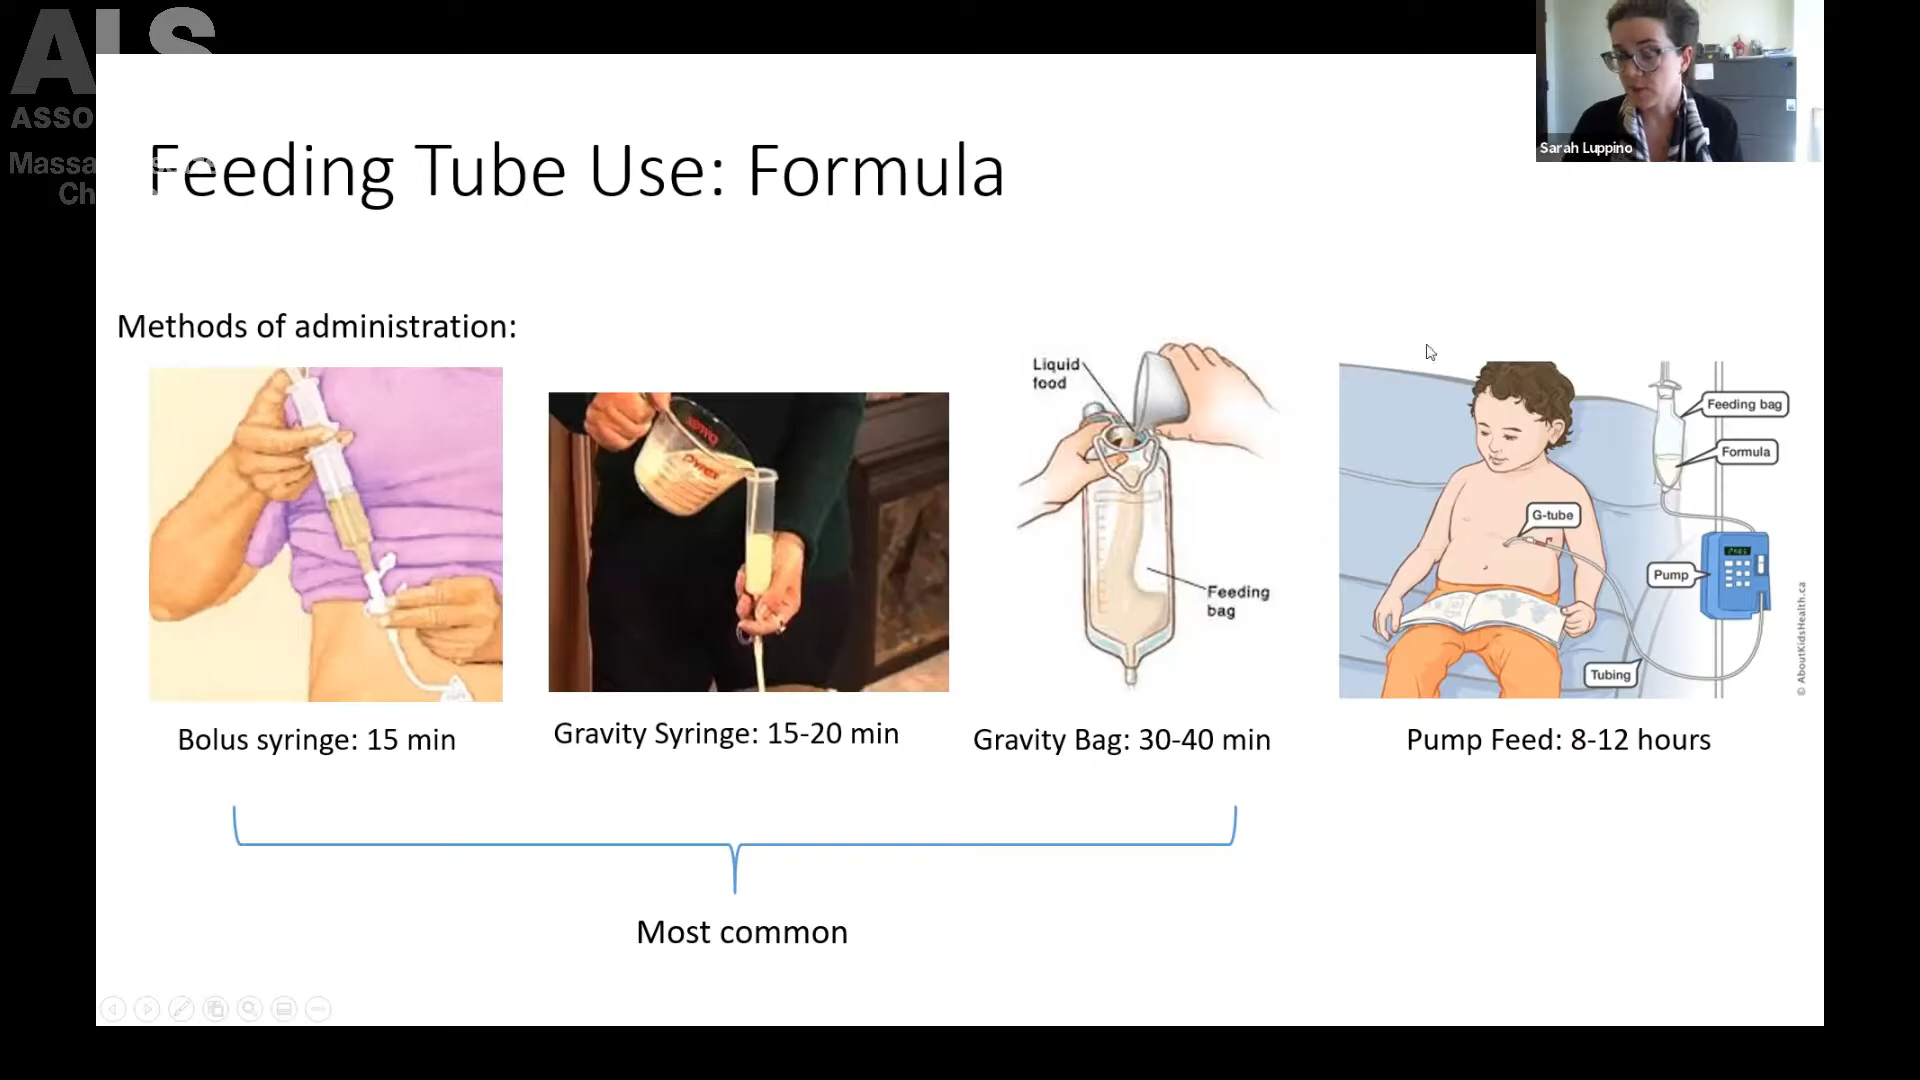 ALS
ASSO
Massa
Ch
Sarah Luppino
Feeding Tube Use: Formula
Methods of administration:
Liquid
food
Feeding
bag
PYREX
Feeding bag
Formula
G-tube
Pump
Tubing
© AboutKidsHealth.ca
Bolus syringe: 15 min
Gravity Syringe: 15-20 min
Gravity Bag: 30-40 min
Pump Feed: 8-12 hours
Most common